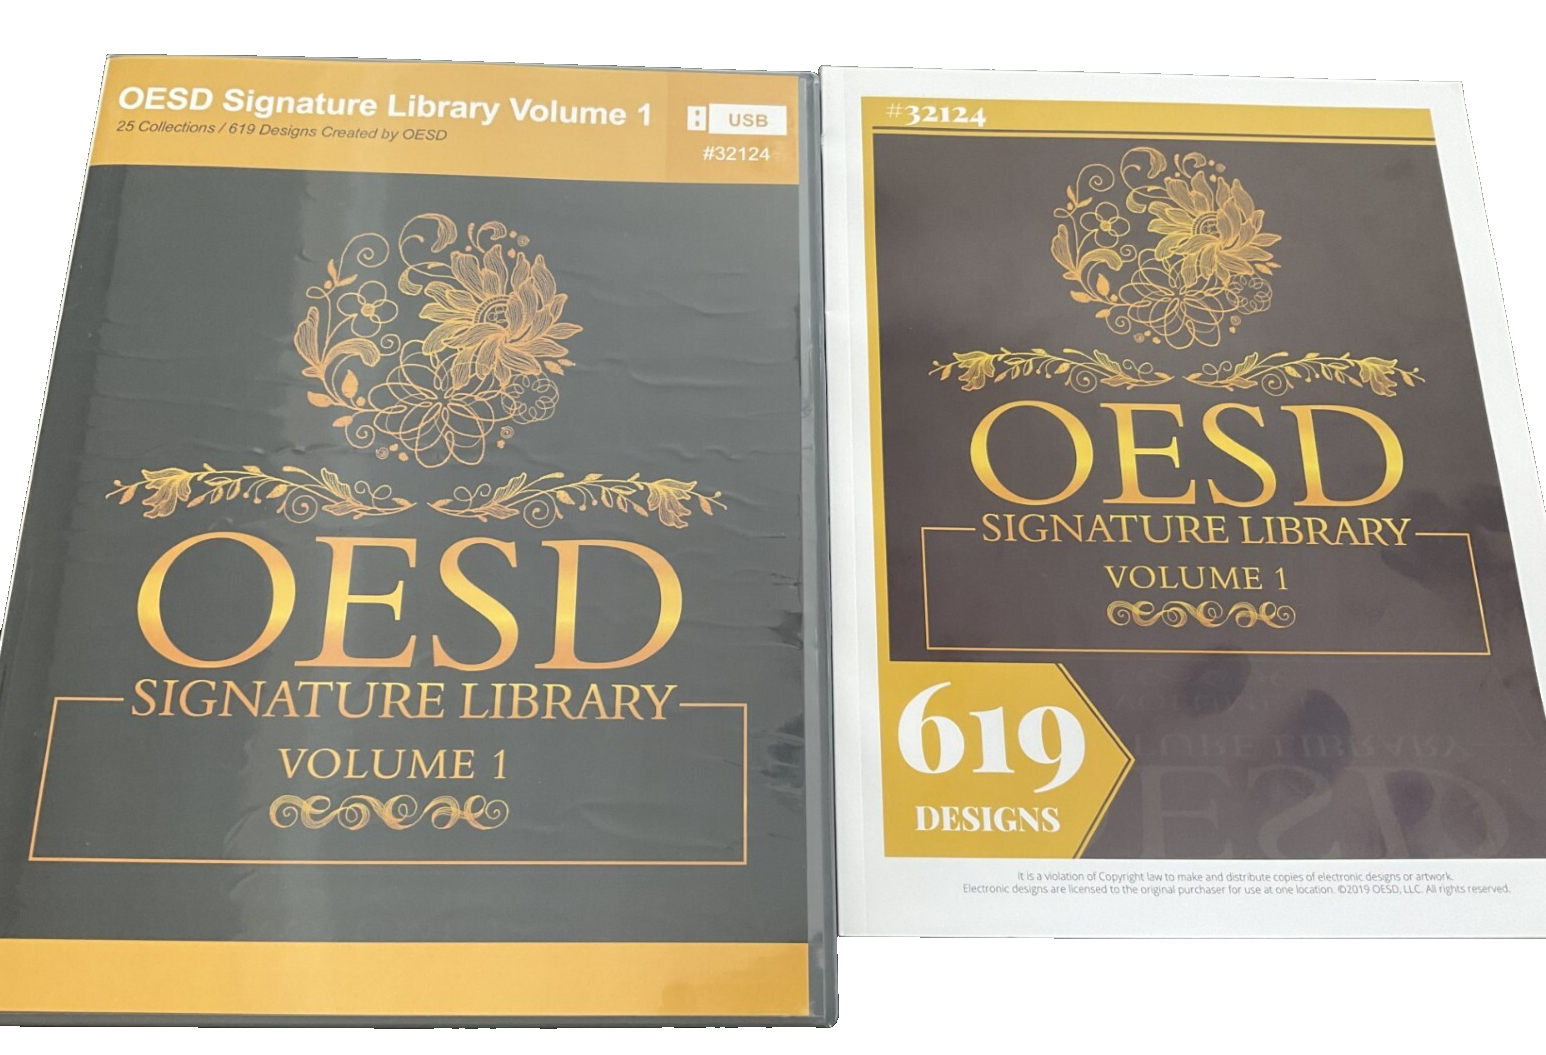 OESD Signature Library Volume 1
25 Collections / 619 Designs Created by OESD
USB
#32124
OESD
SIGNATURE LIBRARY
VOLUME 1
#32124
OESD
SIGNATURE LIBRARY
VOLUME 1
619
DESIGNS
It is a violation of Copyright law to make and distribute copies of electronic designs or artwork.
Electronic designs are licensed to the original purchaser for use at one location. ©2019 OESD, LLC. All rights reserved.